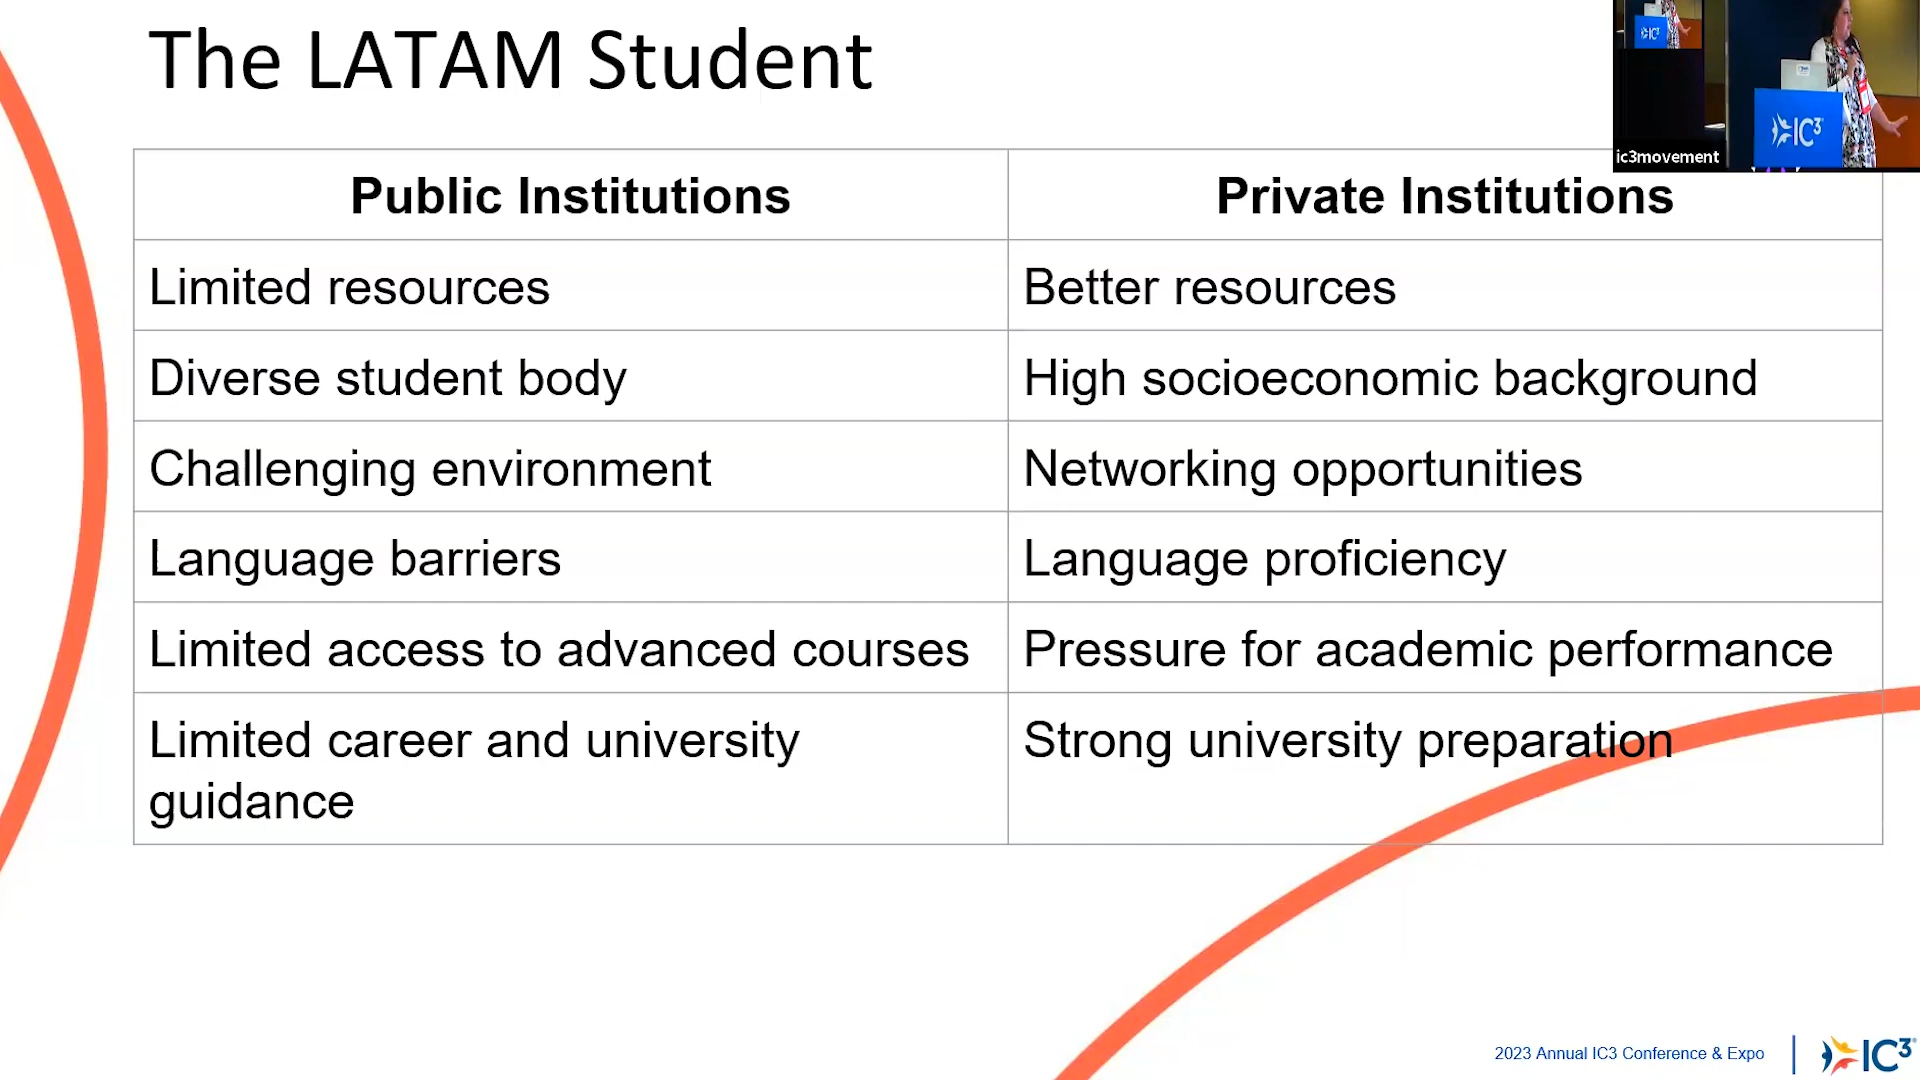 The LATAM Student
IC3
IC3
ic3movement
Public Institutions
Private Institutions
Limited resources
Better resources
Diverse student body
High socioeconomic background
Challenging environment
Networking opportunities
Language barriers
Language proficiency
Limited access to advanced courses
Pressure for academic performance
Limited career and university
guidance
Strong university preparation
2023 Annual IC3 Conference & Expo
IC3